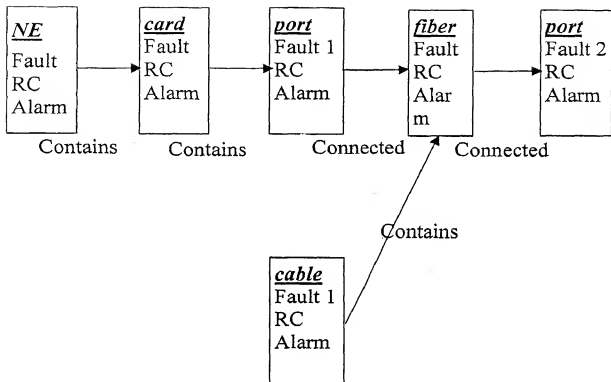 NE
Fault
RC
Alarm
card
Fault
RC
Alarm
port
Fault 1
RC
Alarm
fiber
Fault
RC
Alar
m
port
Fault 2
RC
Alarm
Contains
Contains
Connected
Connected
Contains
cable
Fault 1
RC
Alarm